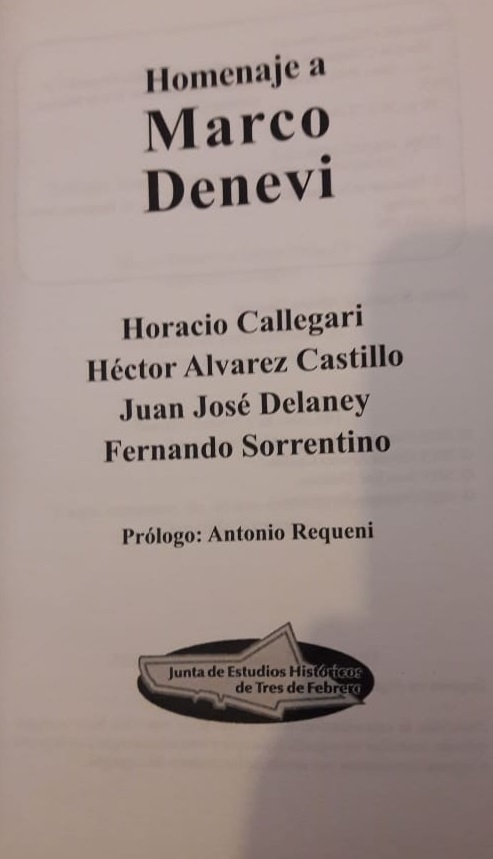 Homenaje a
Marco
Denevi
Horacio Callegari
Héctor Alvarez Castillo
Juan José Delaney
Fernando Sorrentino
Prólogo: Antonio Requeni
Junta de Estudios Históricos
de Tres de Febrero